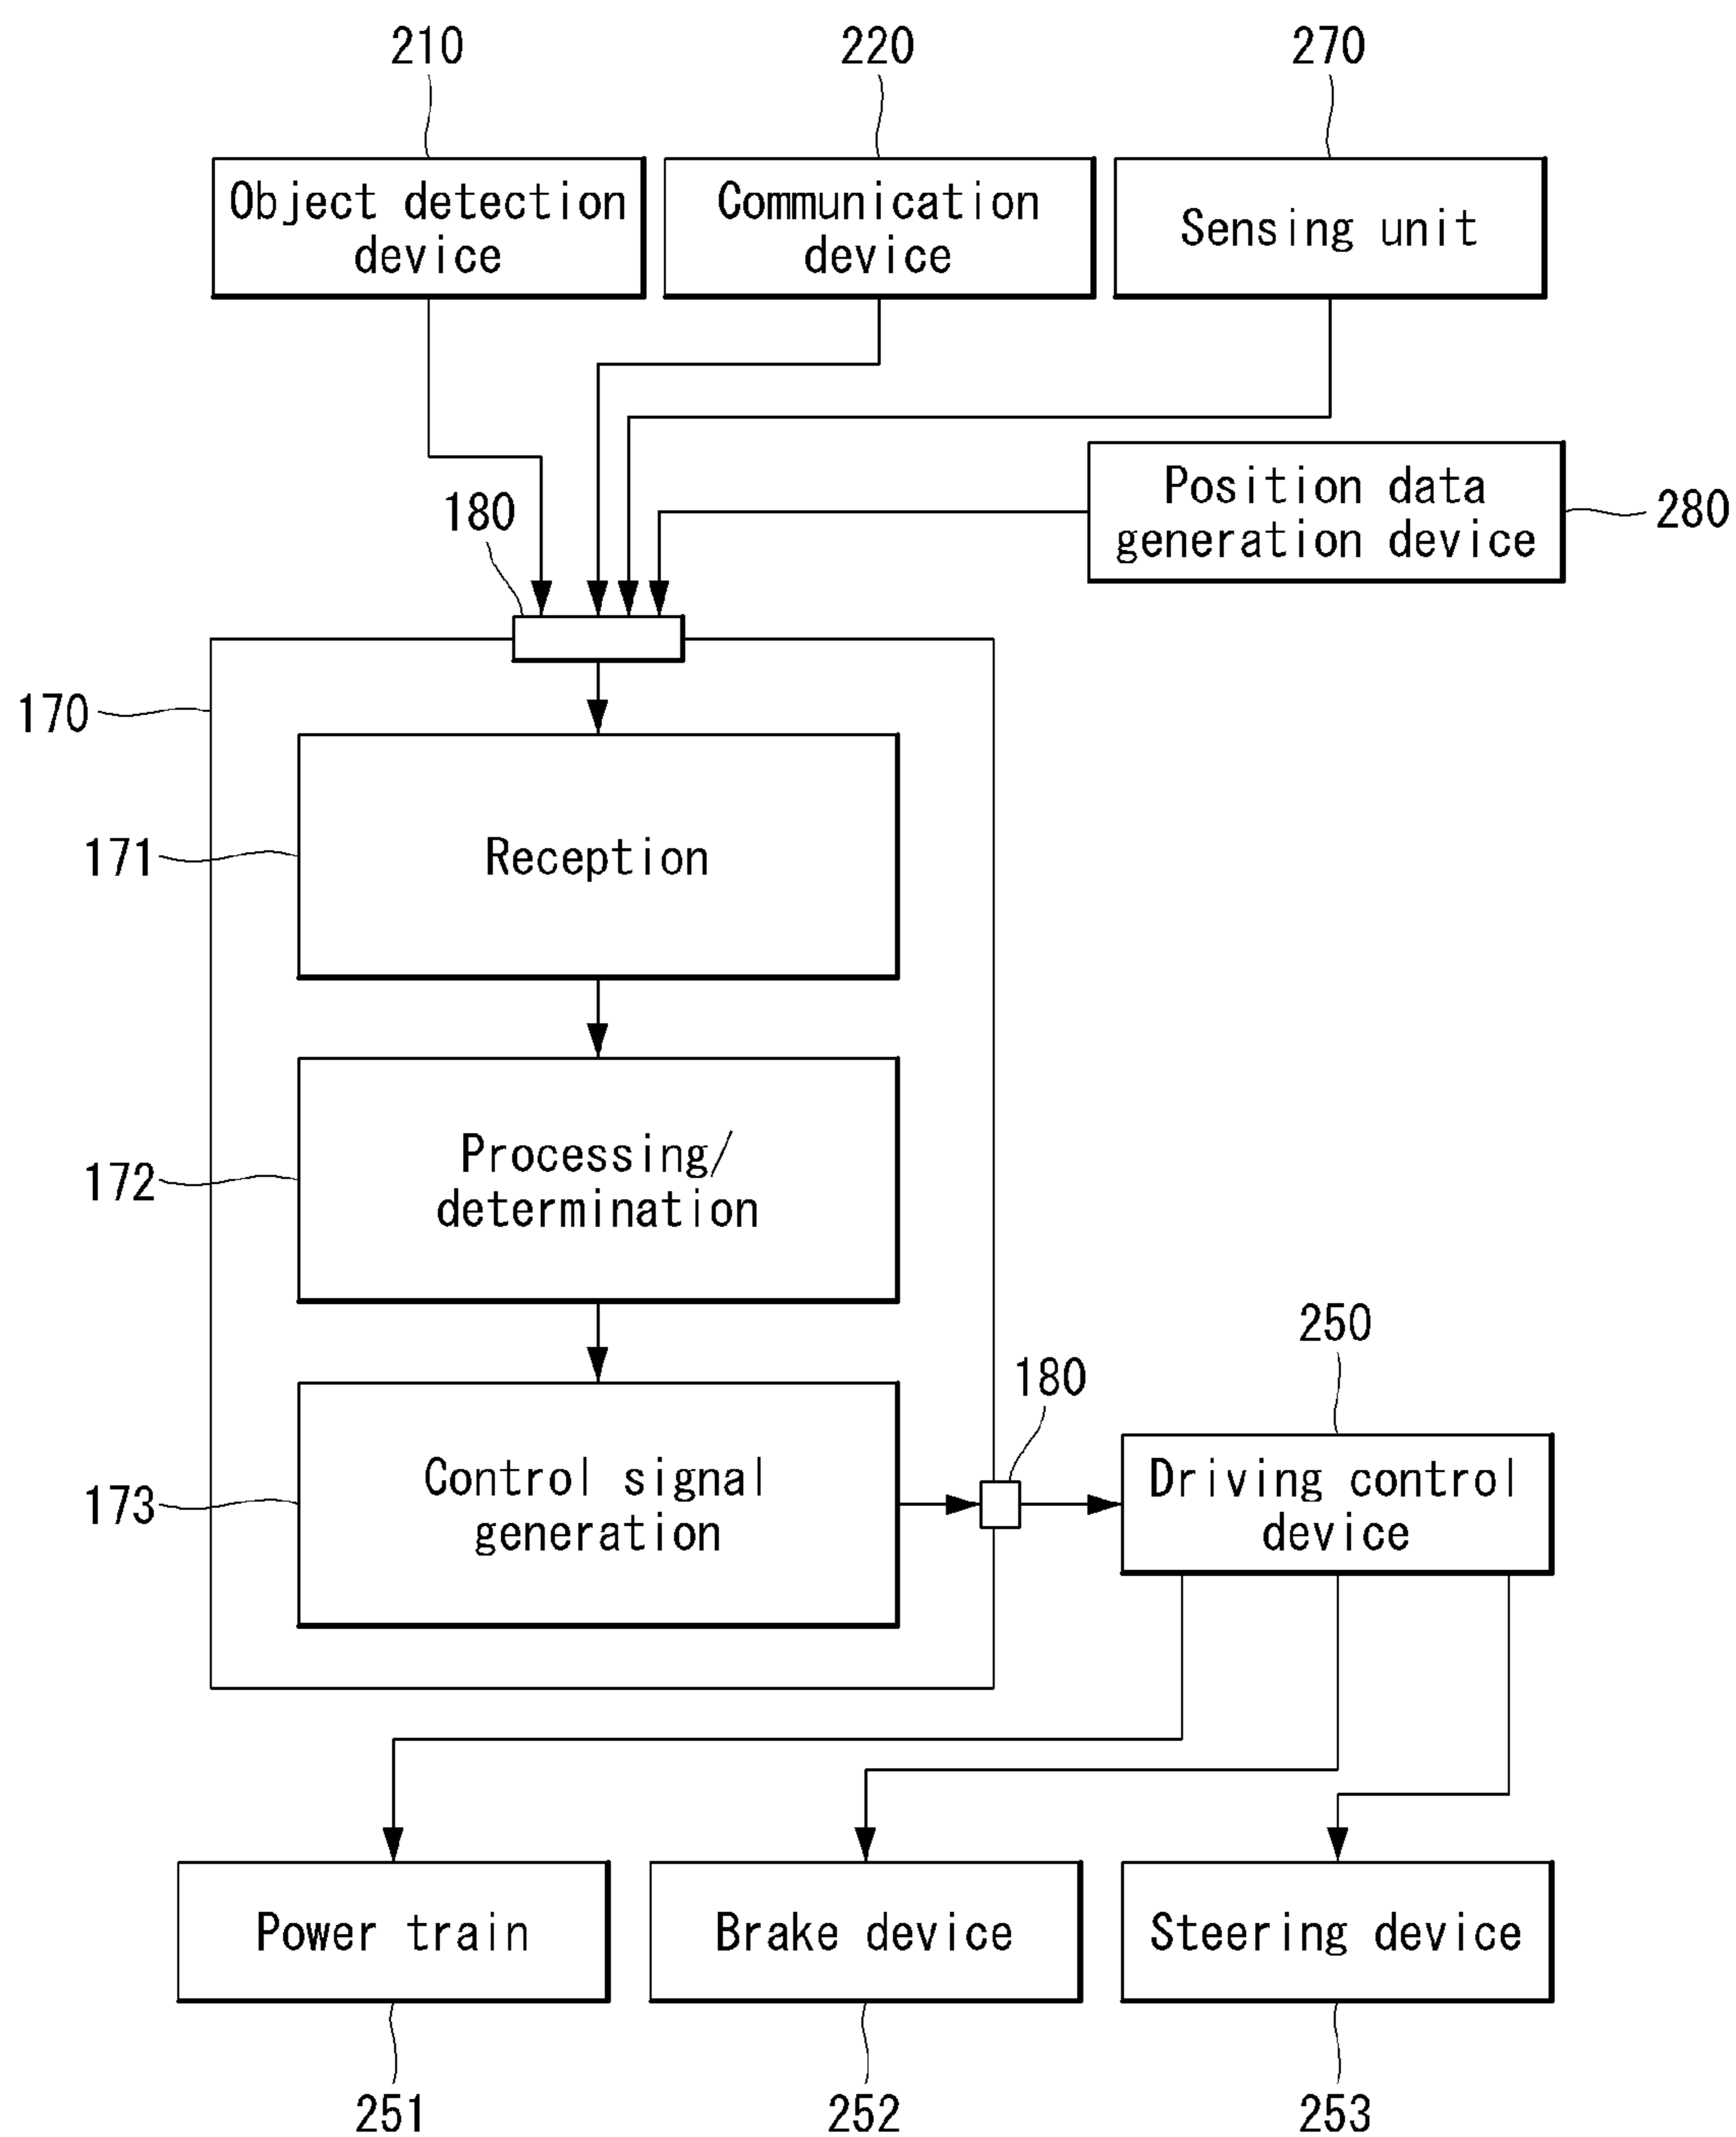 210
220
270
Object detection
device
Communication
device
Sensing unit
Position data
generation device
280
180
170
Reception
171
Processing/
determination
172
250
180
Control signal
generation
173
Driving control
device
Power train
Brake device
Steering device
251
252
253